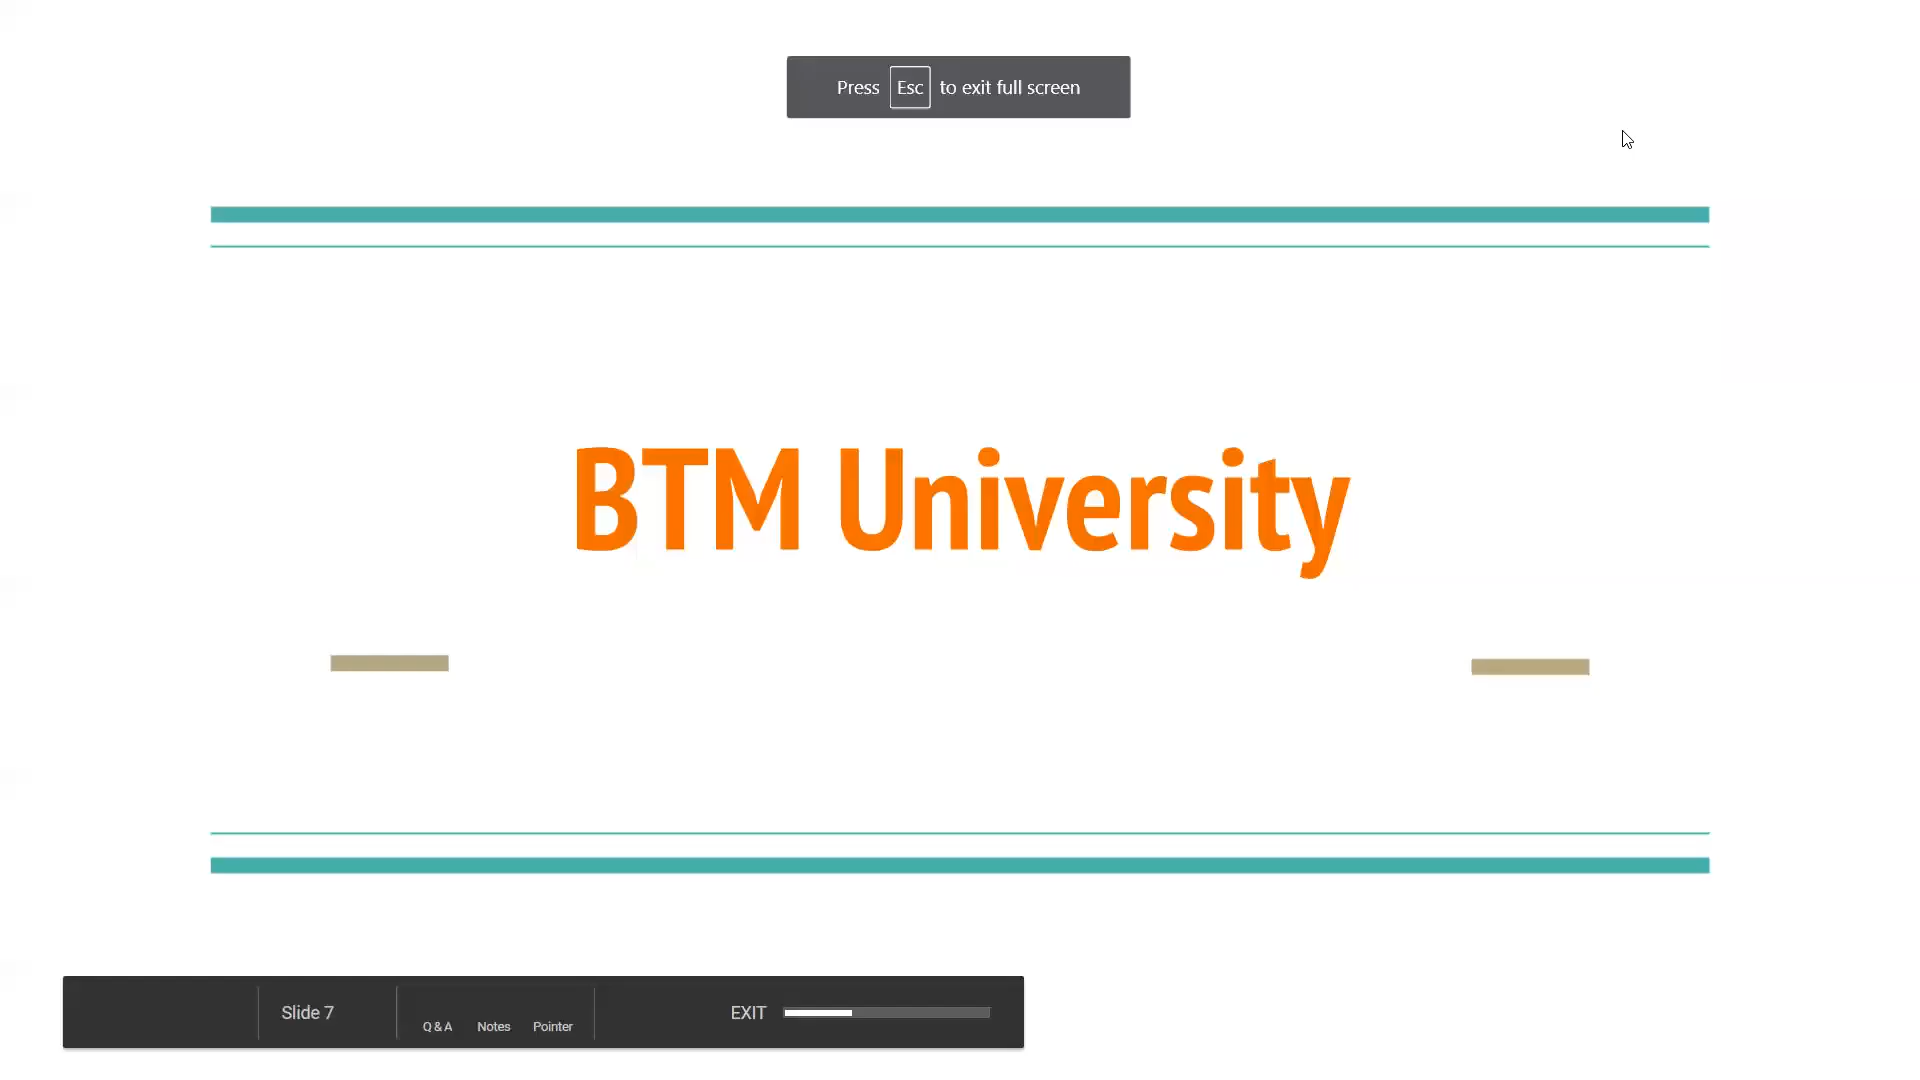 Press Esc to exit full screen
BTM University
Slide 7
Q & A Notes Pointer
EXIT